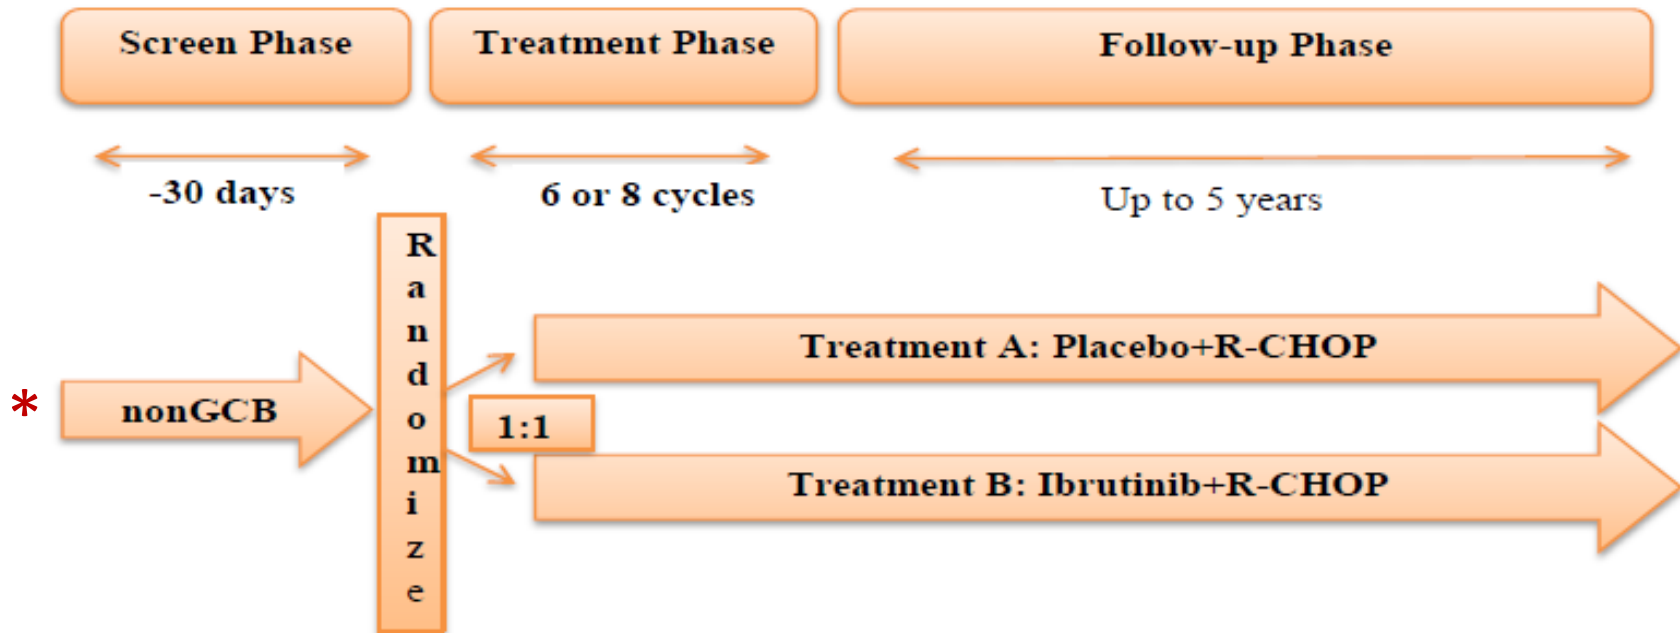 Screen Phase
Treatment Phase
Follow-up Phase
-30 days
6 or 8 cycles
Up to 5 years
Randomize
* nonGCB
1:1
Treatment A: Placebo+R-CHOP
Treatment B: Ibrutinib+R-CHOP